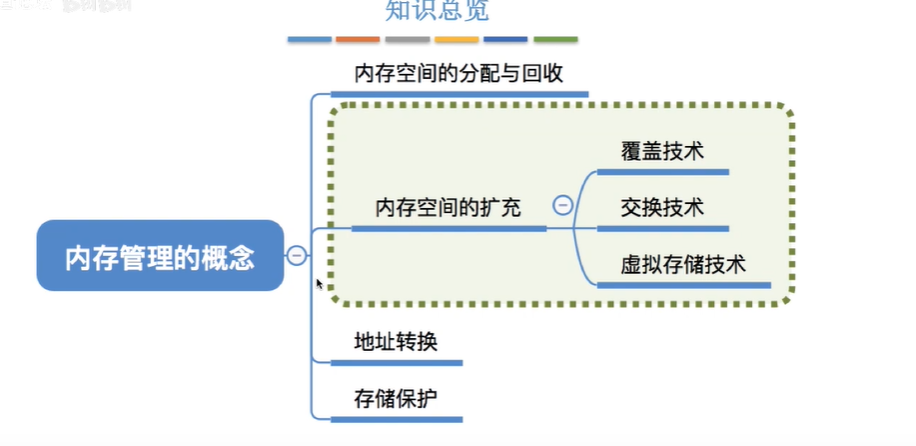 知识总览
内存空间的分配与回收
覆盖技术
内存空间的扩充
交换技术
内存管理的概念
虚拟存储技术
地址转换
存储保护